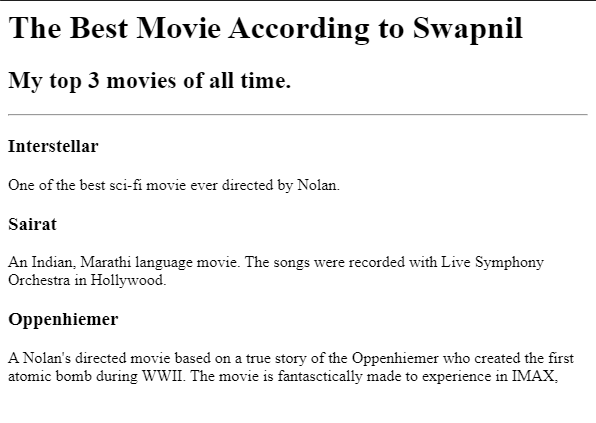 The Best Movie According to Swapnil
My top 3 movies of all time.
Interstellar
One of the best sci-fi movie ever directed by Nolan.
Sairat
An Indian, Marathi language movie. The songs were recorded with Live Symphony
Orchestra in Hollywood.
Oppenhiemer
A Nolan's directed movie based on a true story of the Oppenhiemer who created the first
atomic bomb during WWII. The movie is fantasctically made to experience in IMAX,